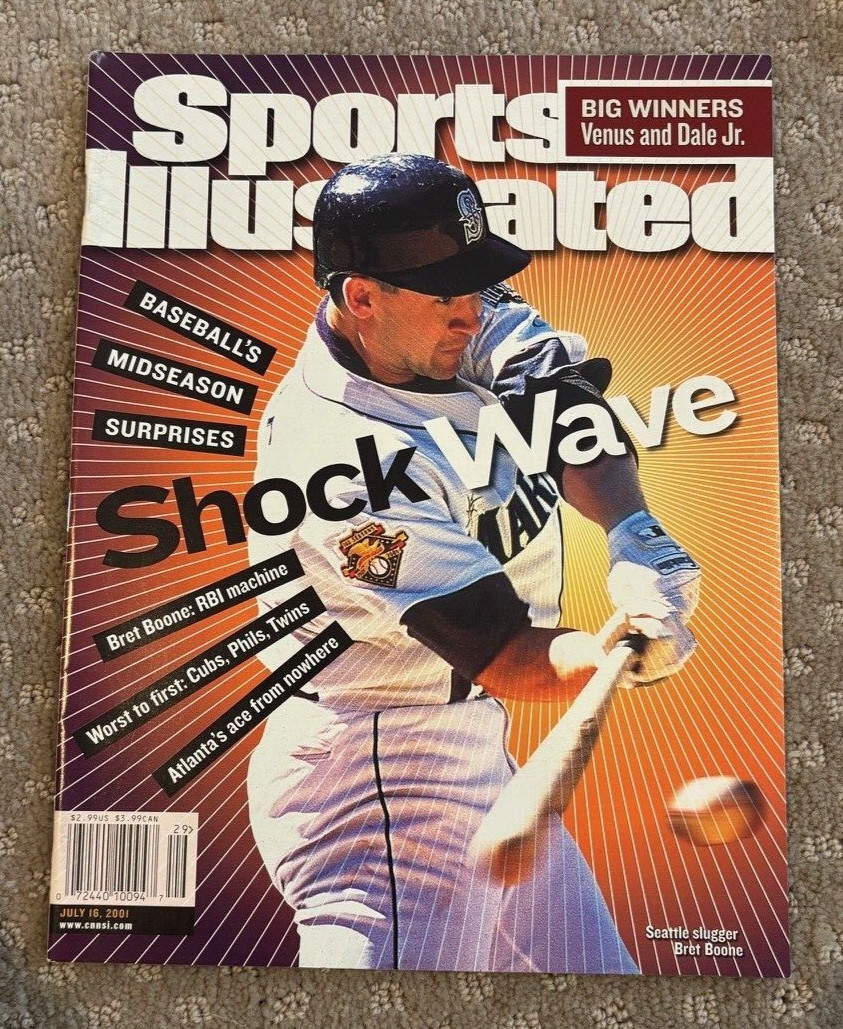 Sports
Illustrated
BIG WINNERS
Venus and Dale Jr.
BASEBALL'S
MIDSEASON
SURPRISES
Shock Wave
MAR
Bret Boone: RBI machine
Worst to first: Cubs, Phils, Twins
Atlanta's ace from nowhere
$2.99US $3.99CAN
29>
0 72440 10094 7
JULY 16, 2001
www.cnnsi.com
Seattle slugger
Bret Boone